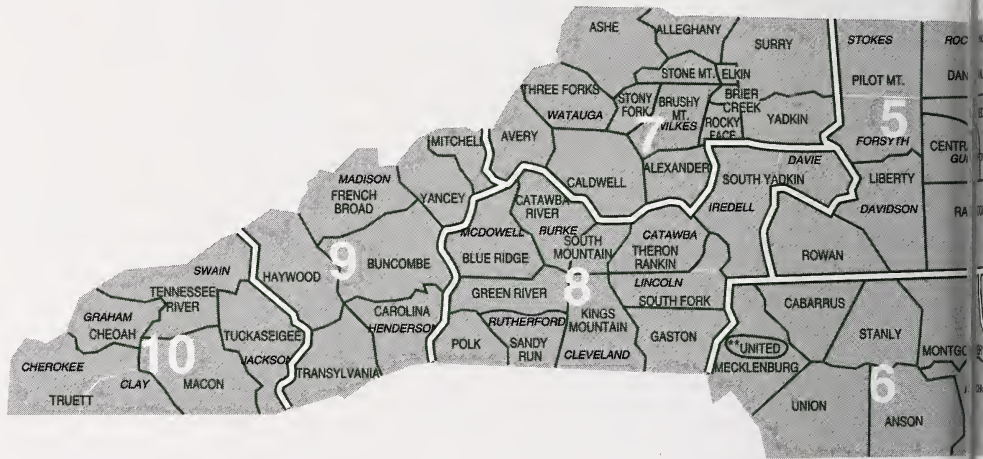 ASHE
ALLEGHANY
SURRY
STOKES
STONE MT.
ELKIN
PILOT MT.
THREE FORKS
STONY
FORK
BRUSHY
MT.
BRIER
CREEK
WATAUGA
WILKES
ROCKY
FACE
YADKIN
5
7
MITCHELL
AVERY
FORSYTH
DAVIE
ALEXANDER
SOUTH YADKIN
LIBERTY
MADISON
FRENCH
BROAD
YANCEY
CALDWELL
CATAWBA
RIVER
IREDELL
DAVIDSON
MCDOWELL
BURKE
SOUTH
MOUNTAIN
CATAWBA
THERON
RANKIN
ROWAN
SWAIN
HAYWOOD
9
BUNCOMBE
BLUE RIDGE
LINCOLN
TENNESSEE
RIVER
GREEN RIVER
8
SOUTH FORK
CABARRUS
GRAHAM
CHEOAH
TUCKASEIGEE
CAROLINA
HENDERSON
RUTHERFORD
KINGS
MOUNTAIN
GASTON
STANLY
10
JACKSON
POLK
SANDY
RUN
CLEVELAND
**UNITED
MECKLENBURG
CHEROKEE
CLAY
MACON
TRANSYLVANIA
6
TRUETT
UNION
ANSON